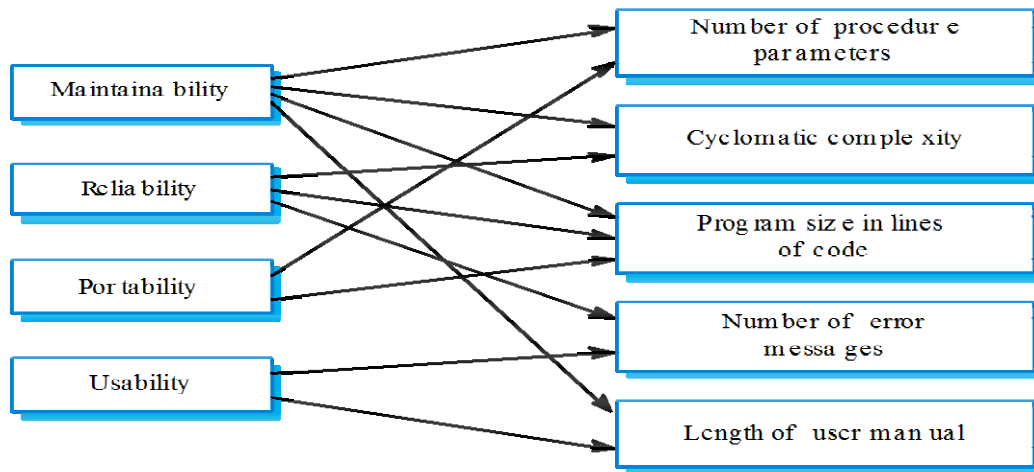 Maintainability
Reliability
Portability
Usability
Number of procedure
parameters
Cyclomatic complexity
Program size in lines
of code
Number of error
messages
Length of user manual